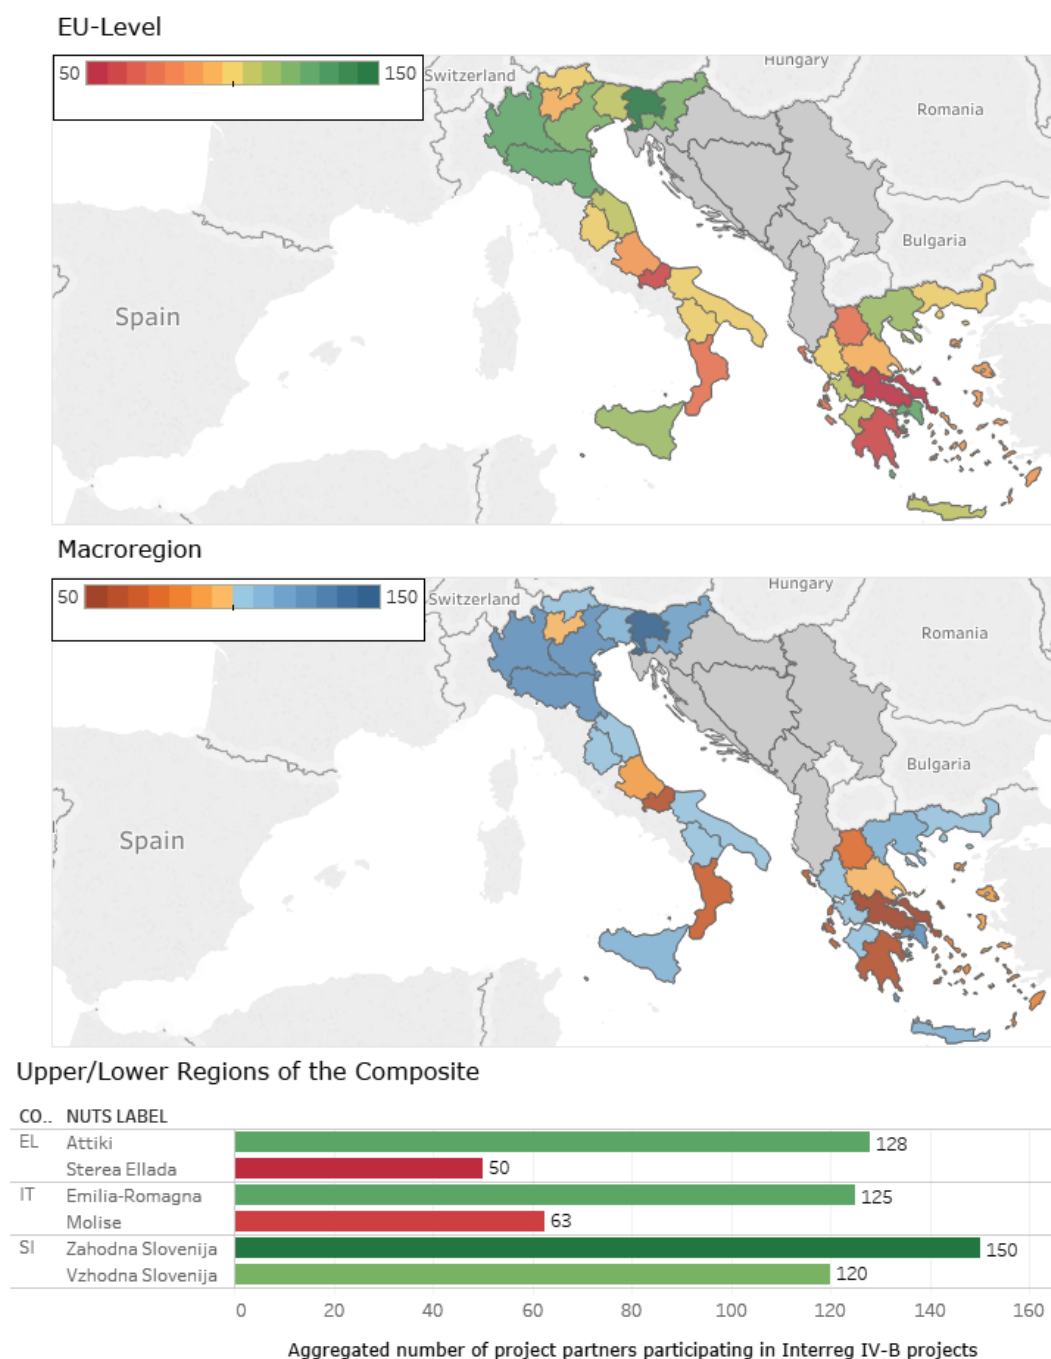 EU-Level
50 150
Switzerland
Hungary
Romania
Bulgaria
Spain
Macroregion
50 150
Switzerland
Hungary
Romania
Bulgaria
Spain
Upper/Lower Regions of the Composite
CO.. NUTS LABEL
EL Attiki 128
Sterea Ellada 50
IT Emilia-Romagna 125
Molise 63
SI Zahodna Slovenija 150
Vzhodna Slovenija 120
0 20 40 60 80 100 120 140 160
Aggregated number of project partners participating in Interreg IV-B projects